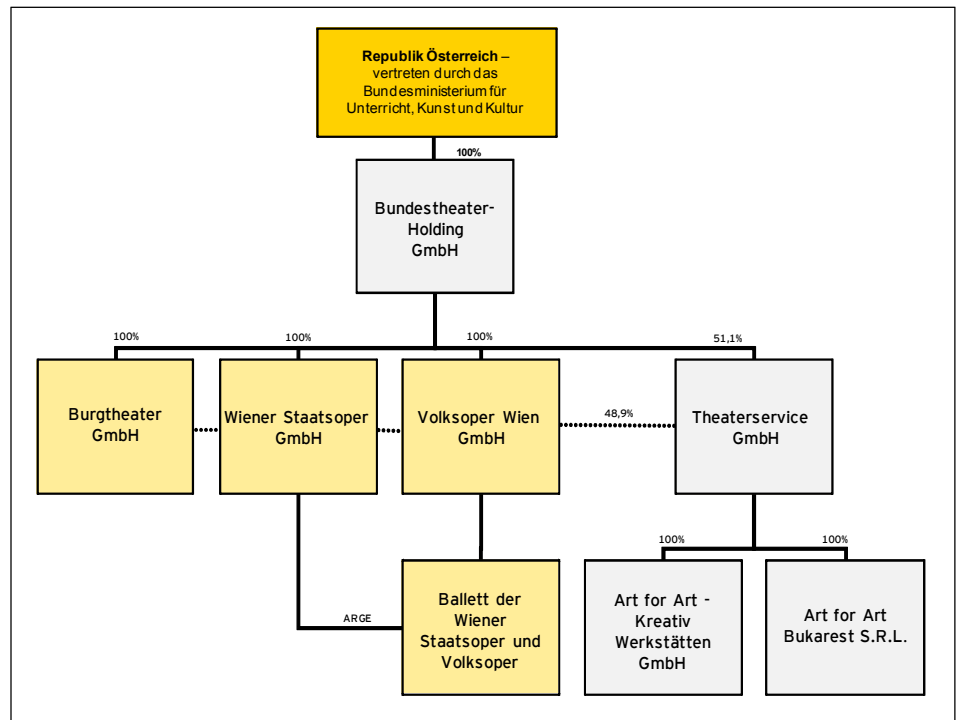 Republik Österreich –
vertreten durch das
Bundesministerium für
Unterricht, Kunst und Kultur
100%
Bundestheater-
Holding
GmbH
100%
100%
100%
51,1%
Burgtheater
GmbH
Wiener Staatsoper
GmbH
Volksoper Wien
GmbH
48,9%
Theaterservice
GmbH
100%
100%
ARGE
Ballett der
Wiener
Staatsoper und
Volksoper
Art for Art -
Kreativ
Werkstätten
GmbH
Art for Art
Bukarest S.R.L.